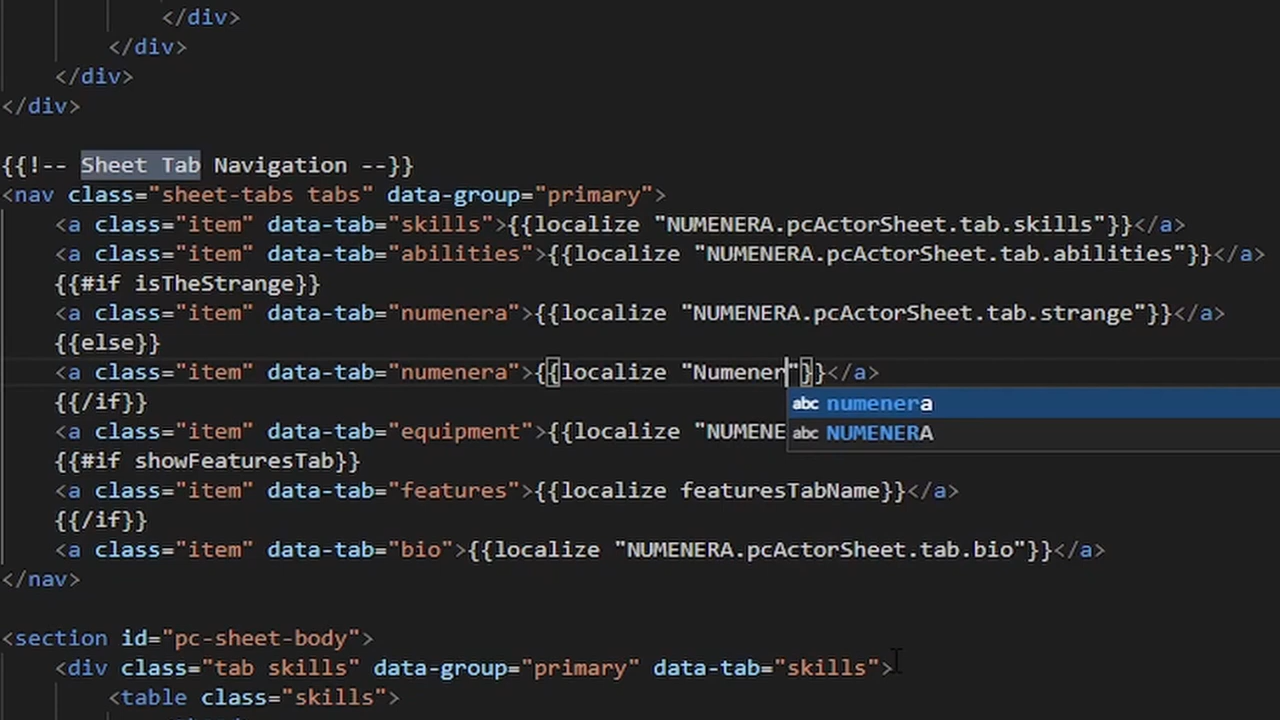 </div>
</div>
</div>
</div>
{{!-- Sheet Tab Navigation --}}
<nav class="sheet-tabs tabs" data-group="primary">
<a class="item" data-tab="skills">{{localize "NUMENERA.pcActorSheet.tab.skills"}}</a>
<a class="item" data-tab="abilities">{{localize "NUMENERA.pcActorSheet.tab.abilities"}}</a>
{{#if isTheStrange}}
<a class="item" data-tab="numenera">{{localize "NUMENERA.pcActorSheet.tab.strange"}}</a>
{{else}}
<a class="item" data-tab="numenera">{{localize "Numener"}}</a>
{{/if}}
abc numenera
<a class="item" data-tab="equipment">{{localize "NUMENE
abc NUMENERA
{{#if showFeaturesTab}}
<a class="item" data-tab="features">{{localize featuresTabName}}</a>
{{/if}}
<a class="item" data-tab="bio">{{localize "NUMENERA.pcActorSheet.tab.bio"}}</a>
</nav>
<section id="pc-sheet-body">
<div class="tab skills" data-group="primary" data-tab="skills">
<table class="skills">